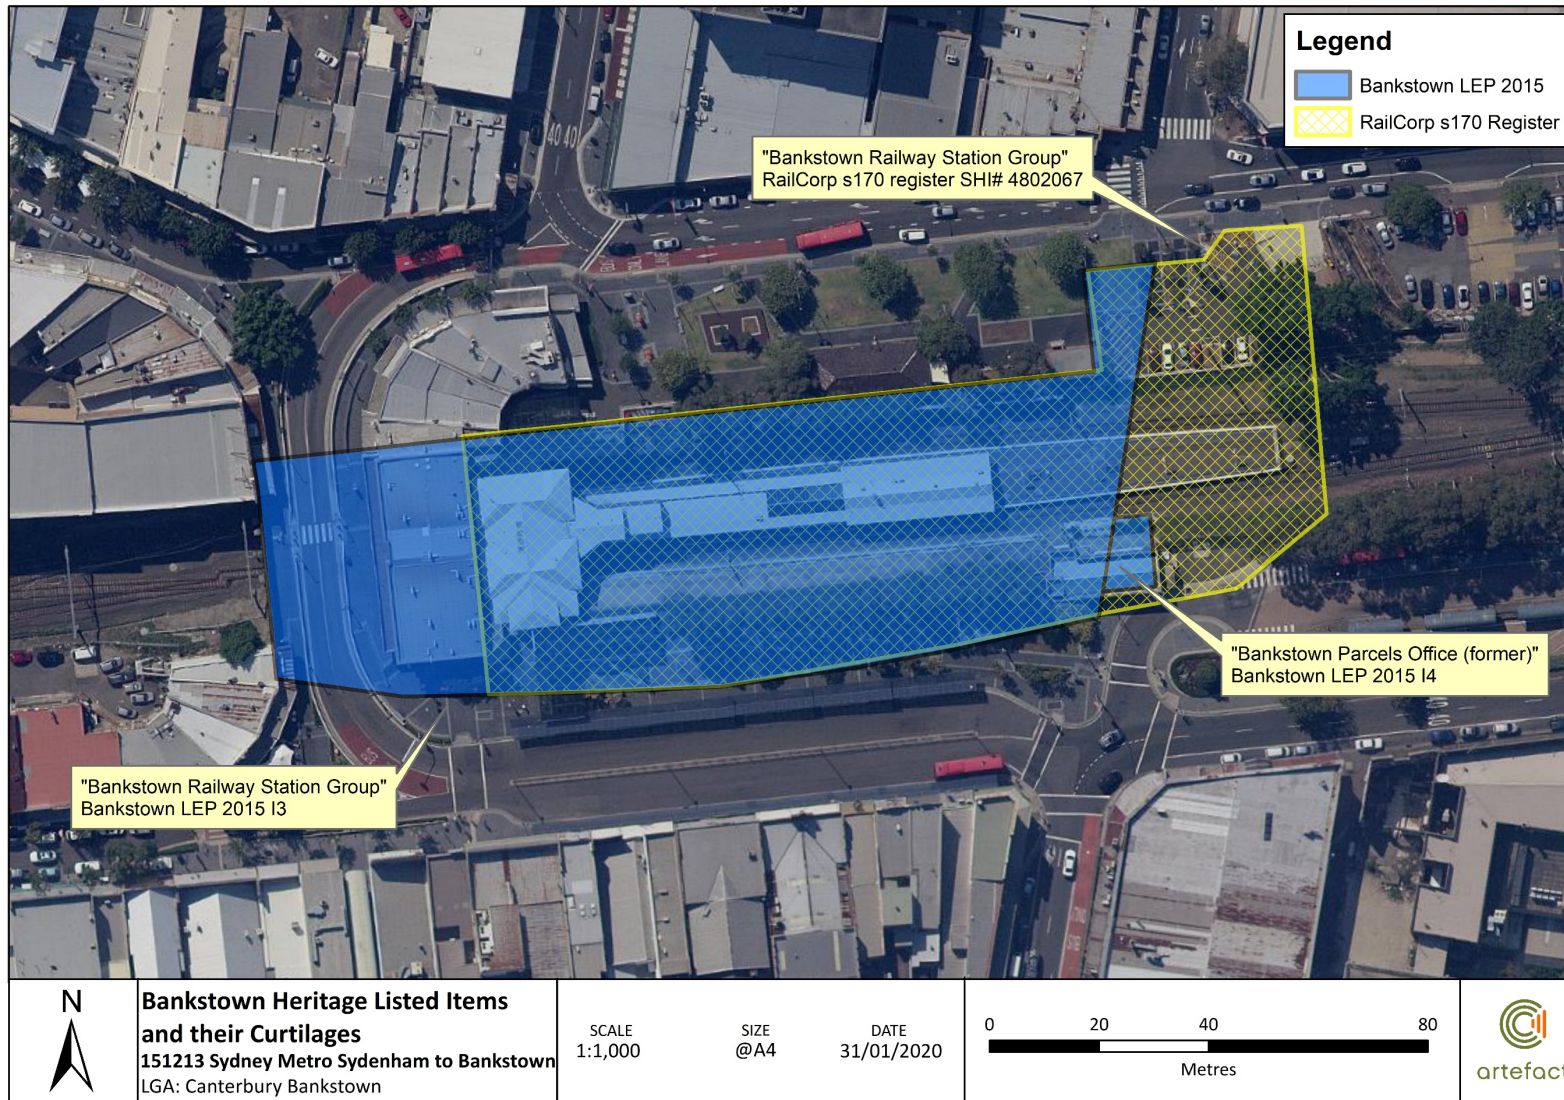 Legend
Bankstown LEP 2015
RailCorp s170 Register
"Bankstown Railway Station Group"
RailCorp s170 register SHI# 4802067
40 40
"Bankstown Parcels Office (former)"
Bankstown LEP 2015 I4
"Bankstown Railway Station Group"
Bankstown LEP 2015 I3
N
Bankstown Heritage Listed Items
and their Curtilages
151213 Sydney Metro Sydenham to Bankstown
LGA: Canterbury Bankstown
SCALE
1:1,000
SIZE
@A4
DATE
31/01/2020
0 20 40 80
Metres
artefact